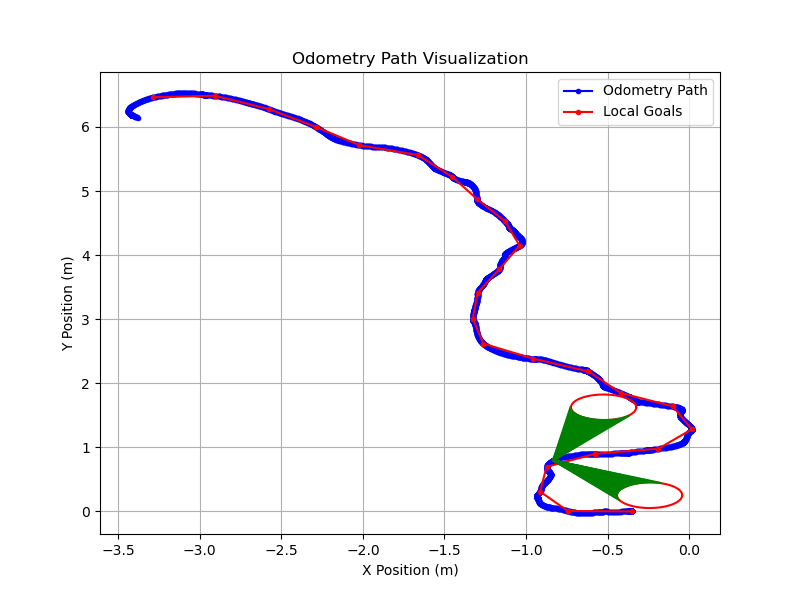 Odometry Path Visualization
Odometry Path
Local Goals
Y Position (m)
6
5
4
3
2
1
0
−3.5 −3.0 −2.5 −2.0 −1.5 −1.0 −0.5 0.0
X Position (m)